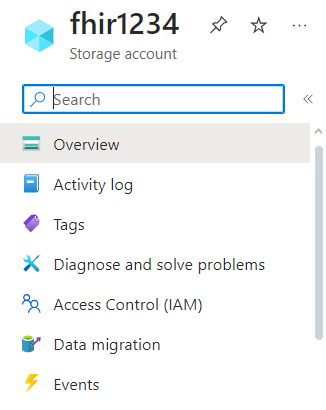 fhir1234
Storage account
Search
Overview
Activity log
Tags
Diagnose and solve problems
Access Control (IAM)
Data migration
Events